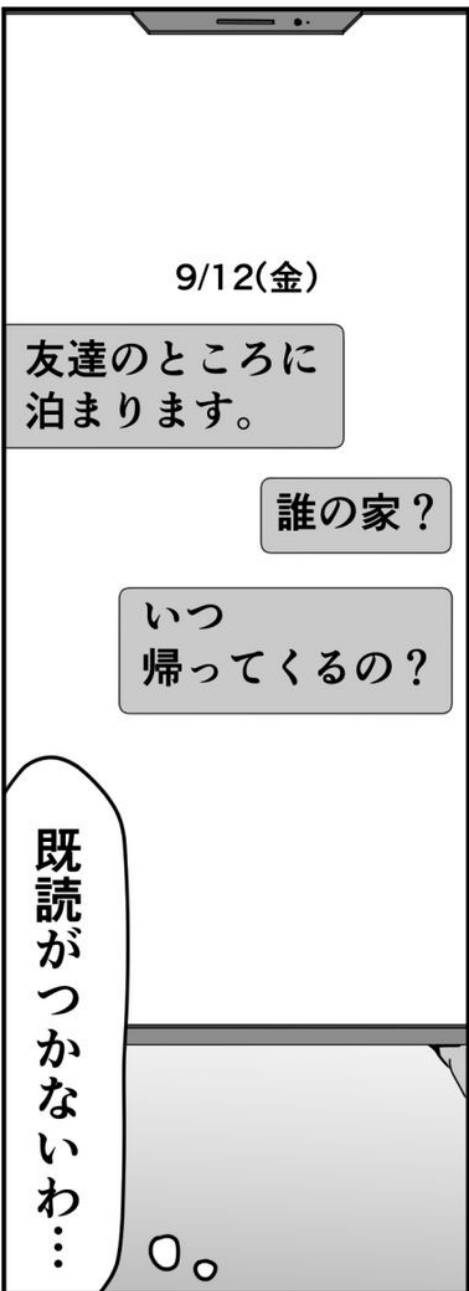 9/12(金)
友達のところに
泊まります。
誰の家？
いつ
帰ってくるの？
既読がつかないわ…